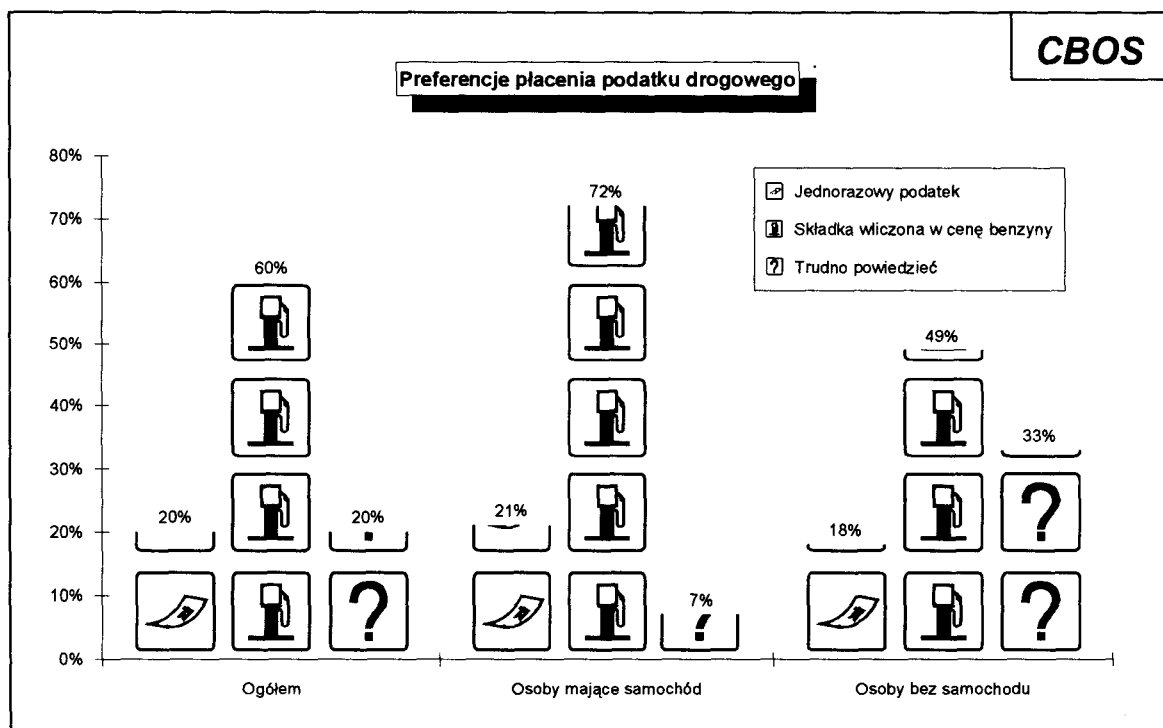 CBOS
Preferencje płacenia podatku drogowego
80%
70%
60%
50%
40%
30%
20%
10%
0%
Jednorazowy podatek
Składka wliczona w cenę benzyny
? Trudno powiedzieć
20%
60%
20%
21%
72%
7%
18%
49%
33%
?
?
?
?
Ogółem
Osoby mające samochód
Osoby bez samochodu